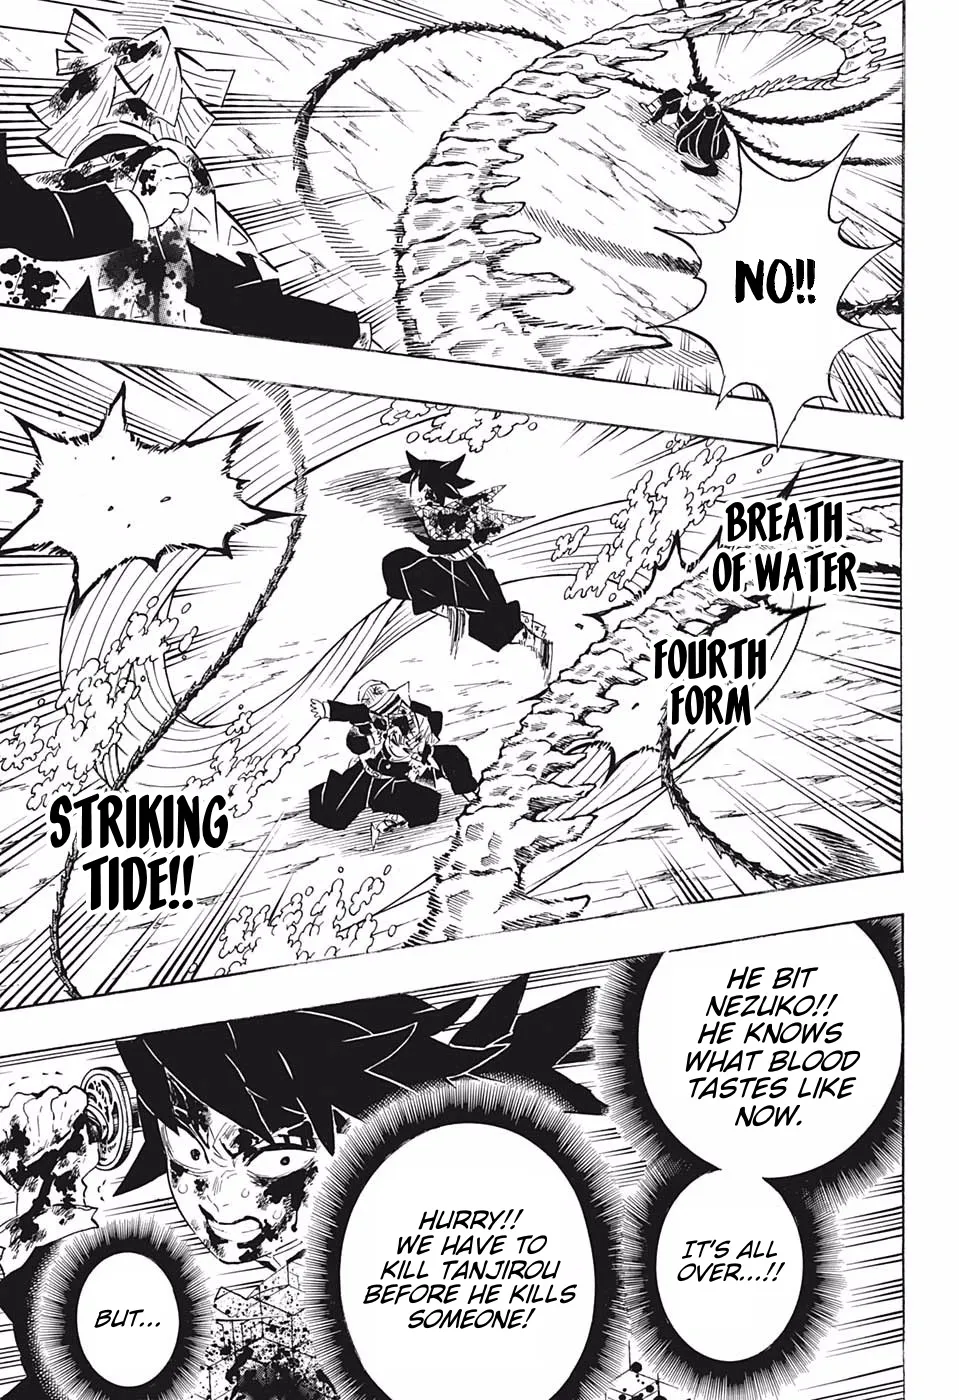 NO!!
BREATH
OF WATER
FOURTH
FORM
STRIKING
TIDE!!
HE BIT
NEZUKO!!
HE KNOWS
WHAT BLOOD
TASTES LIKE
NOW.
IT'S ALL
OVER...!!
HURRY!!
WE HAVE TO
KILL TANJIROU
BEFORE HE KILLS
SOMEONE!
BUT...